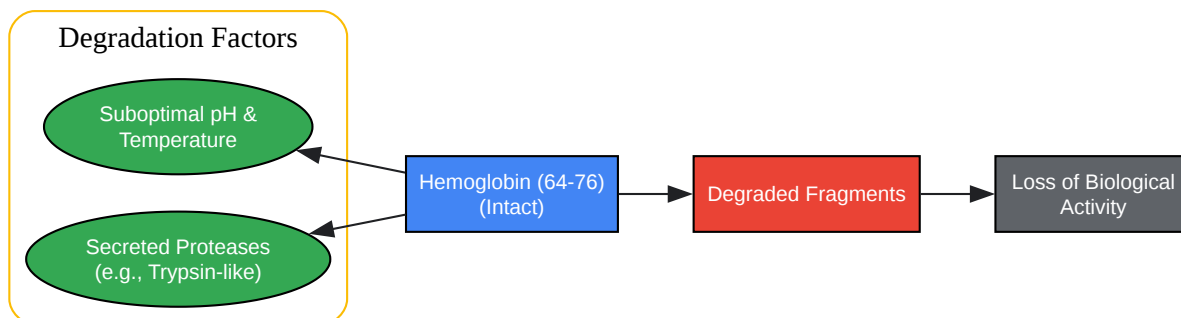 Degradation Factors
Suboptimal pH &
Temperature
Secreted Proteases
(e.g., Trypsin-like)
Hemoglobin (64-76)
(Intact)
Degraded Fragments
Loss of Biological
Activity